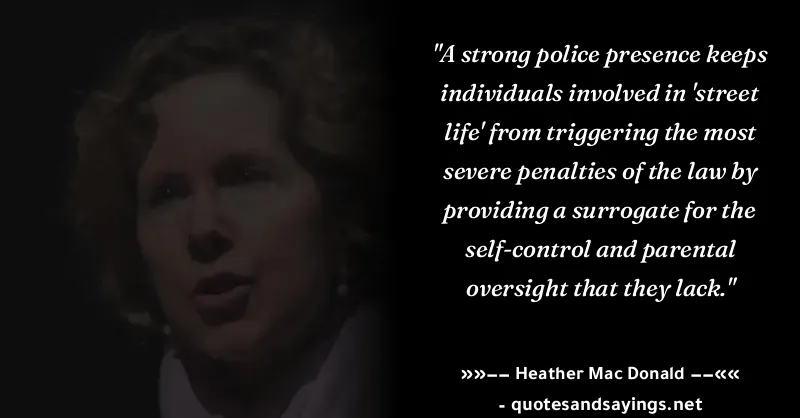 "A strong police presence keeps
individuals involved in 'street
life' from triggering the most
severe penalties of the law by
providing a surrogate for the
self-control and parental
oversight that they lack."
»»−− Heather Mac Donald −−««
- quotesandsayings.net